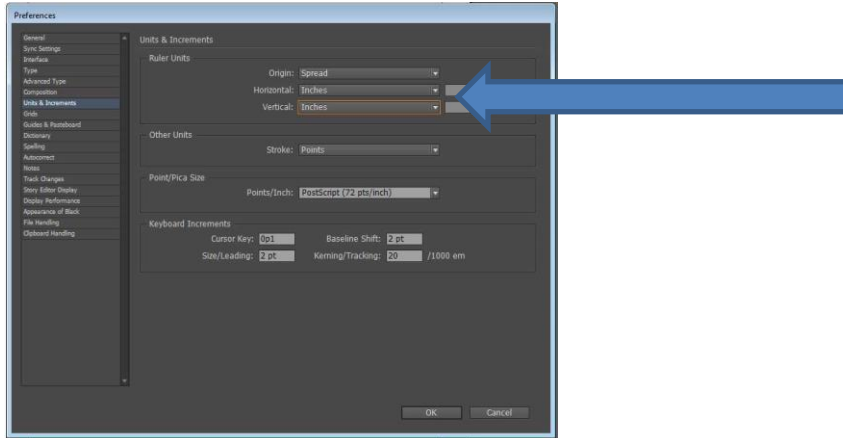 Preferences
General
Sync Settings
Interface
Type
Advanced Type
Composition
Units & Increments
Grids
Guides & Pasteboard
Dictionary
Spelling
Autocorrect
Notes
Track Changes
Story Editor Display
Display Performance
Appearance of Black
File Handling
Clipboard Handling
Units & Increments
Ruler Units
Origin: Spread
Horizontal: Inches
Vertical: Inches
Other Units
Stroke: Points
Point/Pica Size
Points/Inch: PostScript (72 pts/inch)
Keyboard Increments
Cursor Key: 0p1 Baseline Shift: 2 pt
Size/Leading: 2 pt Kerning/Tracking: 20 /1000 em
OK Cancel